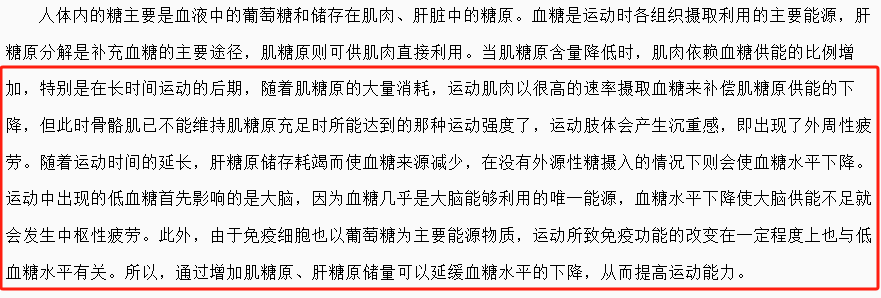 人体内的糖主要是血液中的葡萄糖和储存在肌肉、肝脏中的糖原。血糖是运动时各组织摄取利用的主要能源，肝
糖原分解是补充血糖的主要途径，肌糖原则可供肌肉直接利用。当肌糖原含量降低时，肌肉依赖血糖供能的比例增
加，特别是在长时间运动的后期，随着肌糖原的大量消耗，运动肌肉以很高的速率摄取血糖来补偿肌糖原供能的下
降，但此时骨骼肌已不能维持肌糖原充足时所能达到的那种运动强度了，运动肢体会产生沉重感，即出现了外周性疲
劳。随着运动时间的延长，肝糖原储存耗竭而使血糖来源减少，在没有外源性糖摄入的情况下则会使血糖水平下降。
运动中出现的低血糖首先影响的是大脑，因为血糖几乎是大脑能够利用的唯一能源，血糖水平下降使大脑供能不足就
会发生中枢性疲劳。此外，由于免疫细胞也以葡萄糖为主要能源物质，运动所致免疫功能的改变在一定程度上也与低
血糖水平有关。所以，通过增加肌糖原、肝糖原储量可以延缓血糖水平的下降，从而提高运动能力。